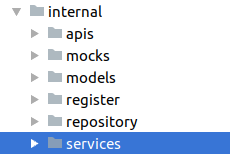 internal
apis
mocks
models
register
repository
services